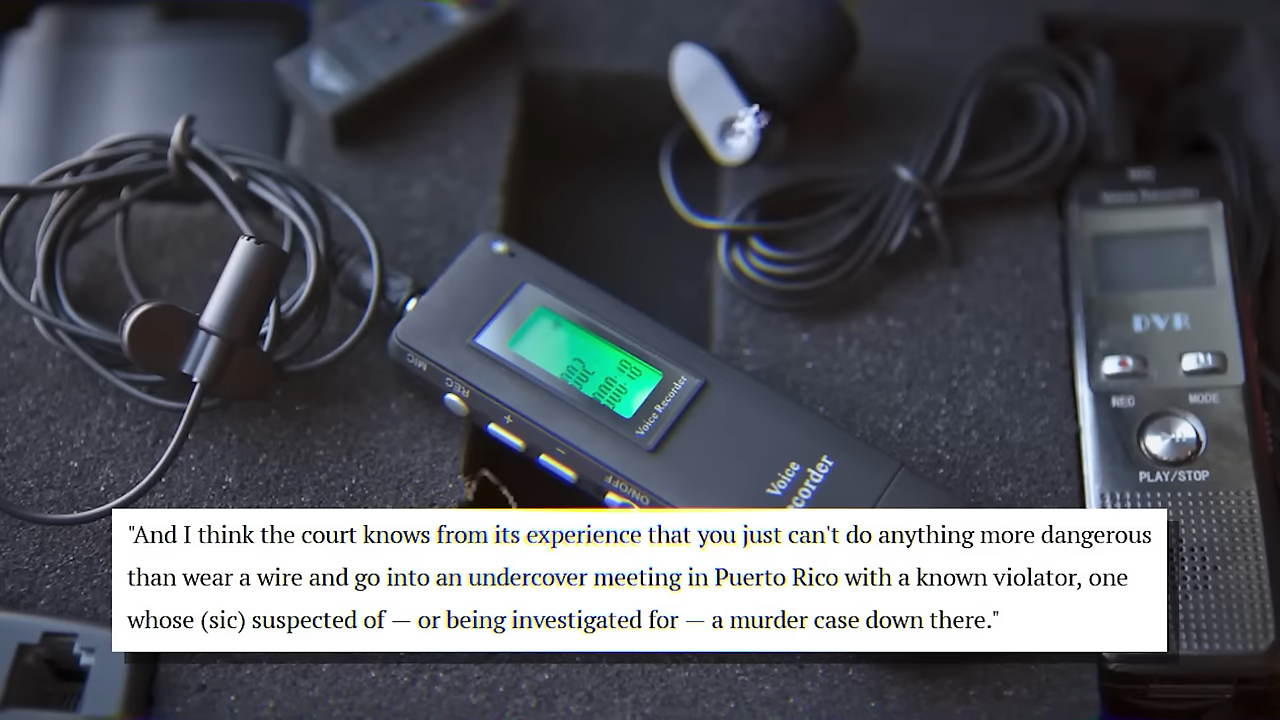 Voice Recorder
DVR
MIC
REC
+
−
ON/OFF
Voice Recorder
Voice
REC
MODE
PLAY/STOP
"And I think the court knows from its experience that you just can't do anything more dangerous
than wear a wire and go into an undercover meeting in Puerto Rico with a known violator, one
whose (sic) suspected of — or being investigated for — a murder case down there."